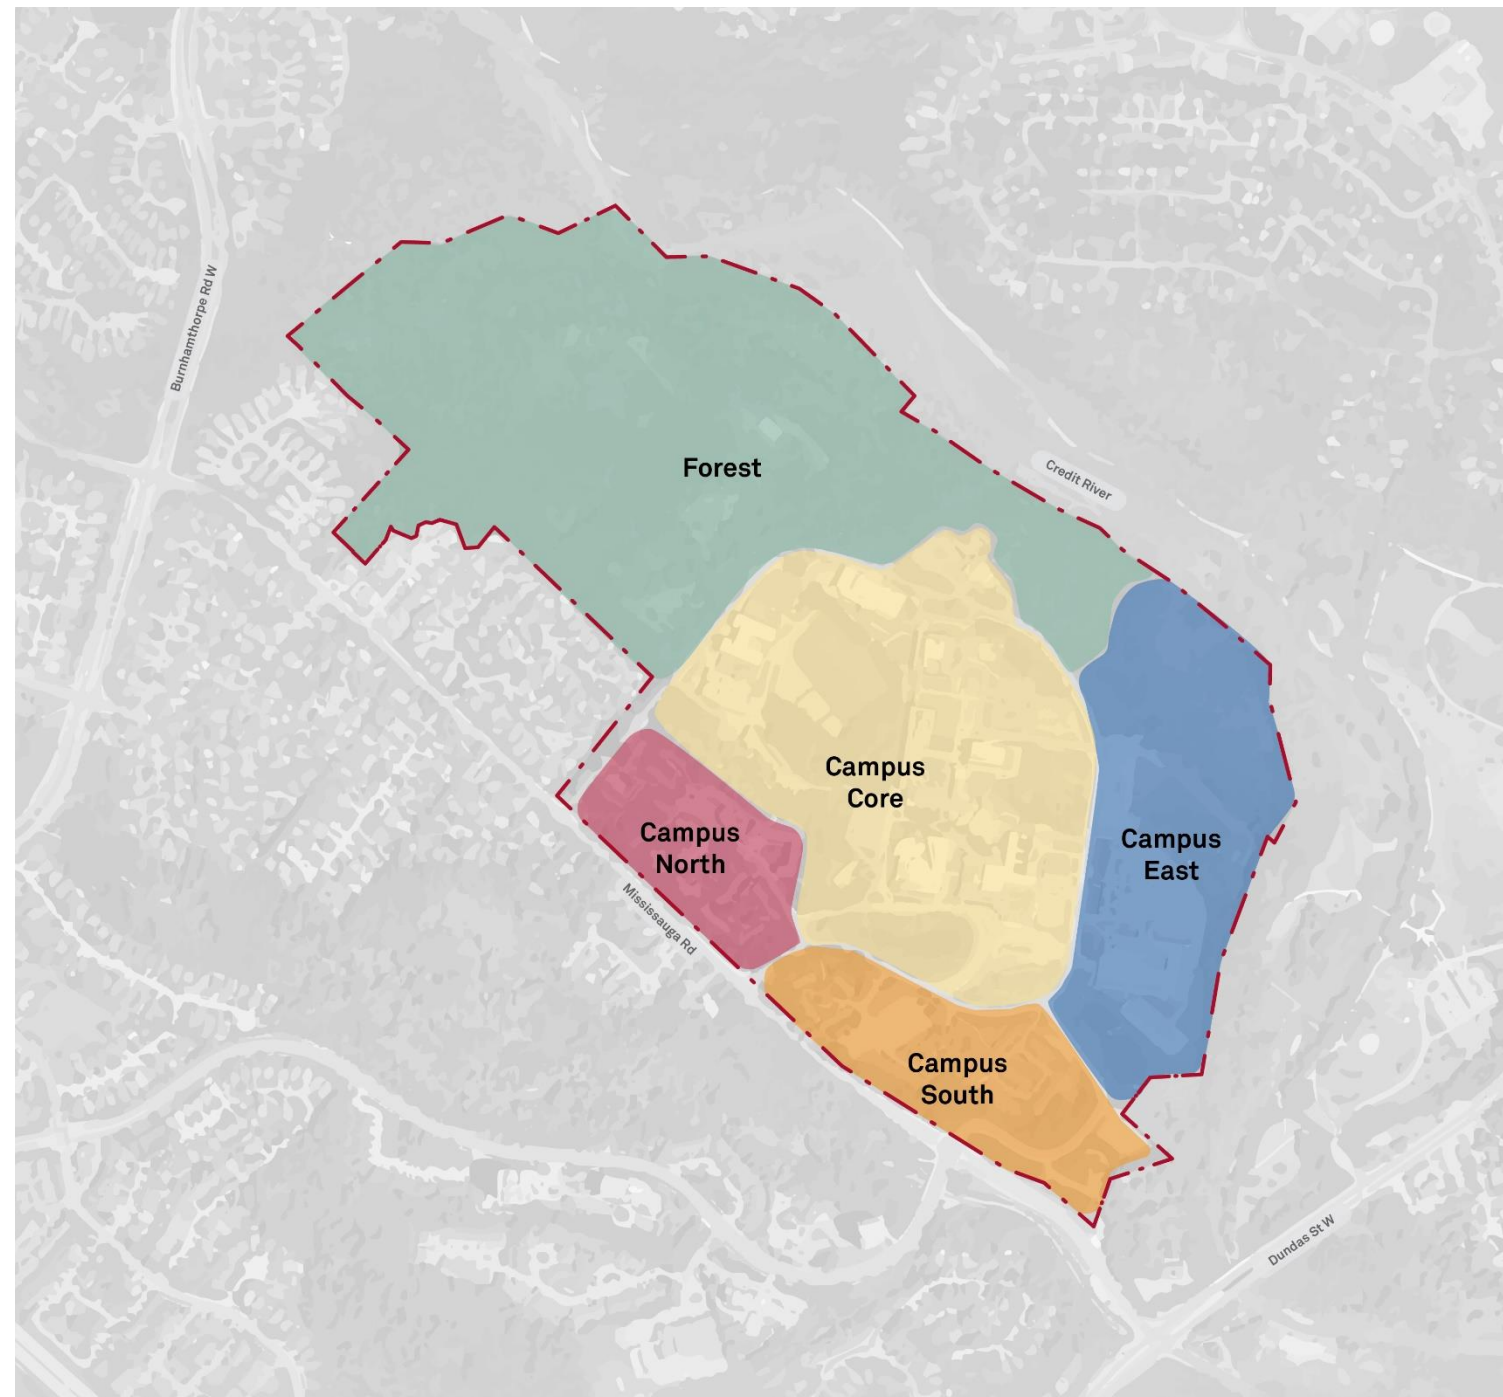 Burnhamthorpe Rd W
Forest
Credit River
Campus
Core
Campus
North
Campus
East
Mississauga Rd
Campus
South
Dundas St W